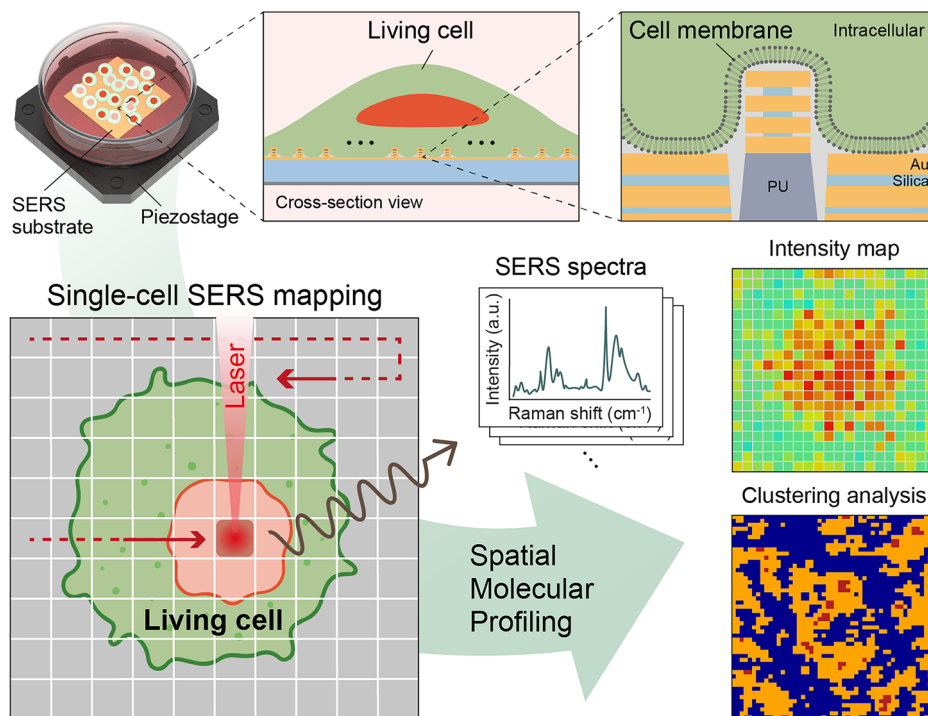 Living cell
Cell membrane
Intracellular
SERS
substrate
Piezostage
Cross-section view
PU
Au
Silica
Single-cell SERS mapping
Laser
Living cell
SERS spectra
Intensity (a.u.)
Raman shift (cm⁻¹)
Spatial
Molecular
Profiling
Intensity map
Clustering analysis